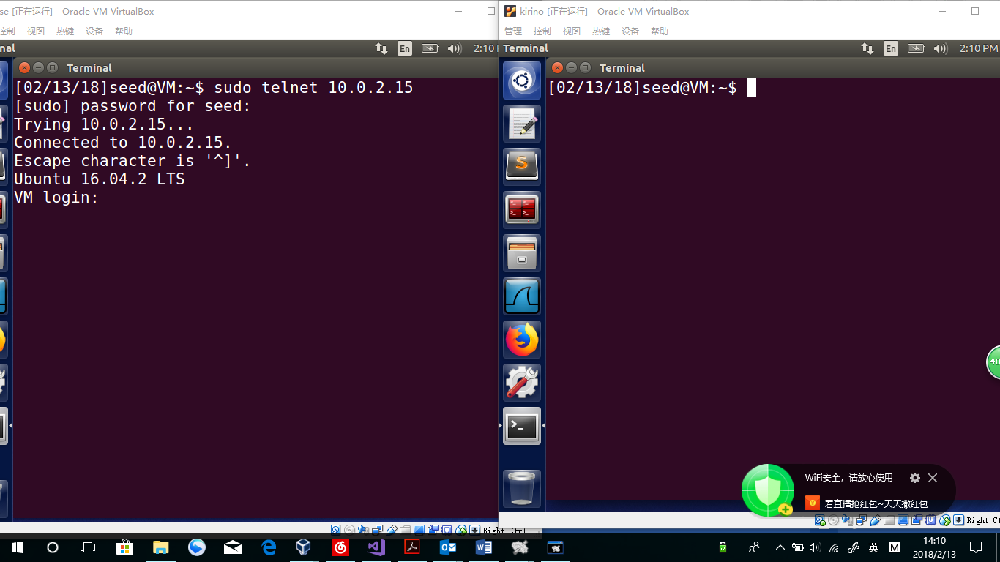 se [正在运行] - Oracle VM VirtualBox
控制 视图 热键 设备 帮助
nal
En
2:10
Terminal
[02/13/18]seed@VM:~$ sudo telnet 10.0.2.15
[sudo] password for seed:
Trying 10.0.2.15...
Connected to 10.0.2.15.
Escape character is '^]'.
Ubuntu 16.04.2 LTS
VM login:
Right Ctrl
kirino [正在运行] - Oracle VM VirtualBox
管理 控制 视图 热键 设备 帮助
Terminal
En
2:10 PM
Terminal
[02/13/18]seed@VM:~$
40
WiFi安全，请放心使用
看直播抢红包~天天撒红包
Right Ct
英
M
14:10
2018/2/13